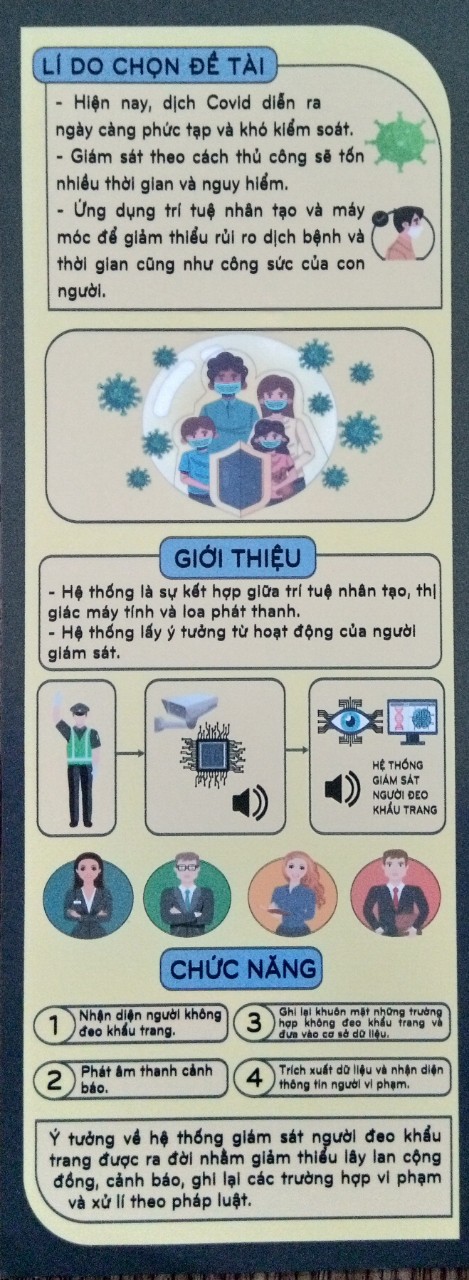 LÍ DO CHỌN ĐỀ TÀI
- Hiện nay, dịch Covid diễn ra
ngày càng phức tạp và khó kiểm soát.
- Giám sát theo cách thủ công sẽ tốn
nhiều thời gian và nguy hiểm.
- Ứng dụng trí tuệ nhân tạo và máy
móc để giảm thiểu rủi ro dịch bệnh và
thời gian cũng như công sức của con
người.
GIỚI THIỆU
- Hệ thống là sự kết hợp giữa trí tuệ nhân tạo, thị
giác máy tính và loa phát thanh.
- Hệ thống lấy ý tưởng từ hoạt động của người
giám sát.
HỆ THỐNG
GIÁM SÁT
NGƯỜI ĐEO
KHẨU TRANG
CHỨC NĂNG
1 Nhận diện người không
đeo khẩu trang.
2 Phát âm thanh cảnh
báo.
3 Ghi lại khuôn mặt những trường
hợp không đeo khẩu trang và
đưa vào cơ sở dữ liệu.
4 Trích xuất dữ liệu và nhận diện
thông tin người vi phạm.
Ý tưởng về hệ thống giám sát người đeo khẩu
trang được ra đời nhằm giảm thiểu lây lan cộng
đồng, cảnh báo, ghi lại các trường hợp vi phạm
và xử lí theo pháp luật.